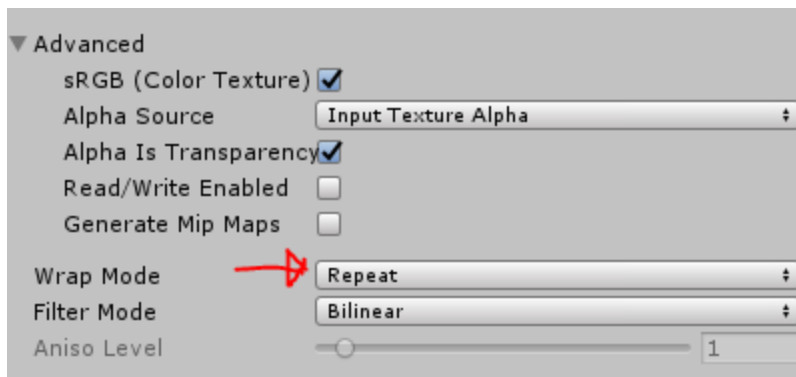 Advanced
sRGB (Color Texture)
Alpha Source Input Texture Alpha
Alpha Is Transparency
Read/Write Enabled
Generate Mip Maps
Wrap Mode Repeat
Filter Mode Bilinear
Aniso Level 1